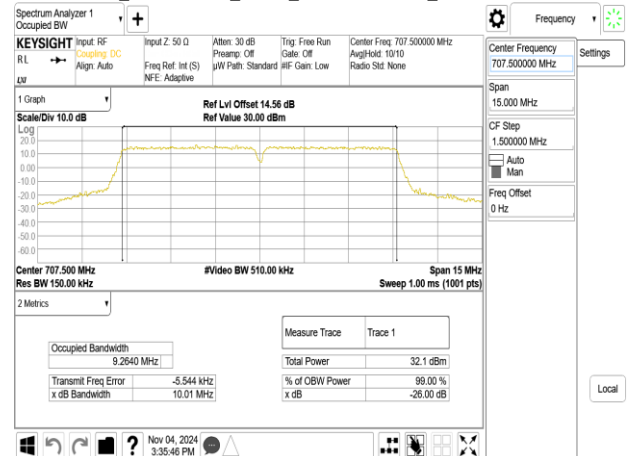 Spectrum Analyzer 1
Occupied BW
Frequency
KEYSIGHT
RL
Input: RF
Coupling: DC
Align: Auto
Input Z: 50 Ω
Freq Ref: Int (S)
NFE: Adaptive
Atten: 30 dB
Preamp: Off
µW Path: Standard
Trig: Free Run
Gate: Off
#IF Gain: Low
Center Freq: 707.500000 MHz
Avg|Hold: 10/10
Radio Std: None
Center Frequency
707.500000 MHz
Settings
Span
15.000 MHz
CF Step
1.500000 MHz
Auto
Man
Freq Offset
0 Hz
Local
1 Graph
Ref Lvl Offset 14.56 dB
Scale/Div 10.0 dB
Ref Value 30.00 dBm
Log
20.0
10.0
0.00
-10.0
-20.0
-30.0
-40.0
-50.0
-60.0
Center 707.500 MHz
#Video BW 510.00 kHz
Span 15 MHz
Res BW 150.00 kHz
Sweep 1.00 ms (1001 pts)
2 Metrics
Measure Trace
Trace 1
Occupied Bandwidth
9.2640 MHz
Total Power
32.1 dBm
Transmit Freq Error
-5.544 kHz
% of OBW Power
99.00 %
x dB Bandwidth
10.01 MHz
x dB
-26.00 dB
?
Nov 04, 2024
3:35:46 PM